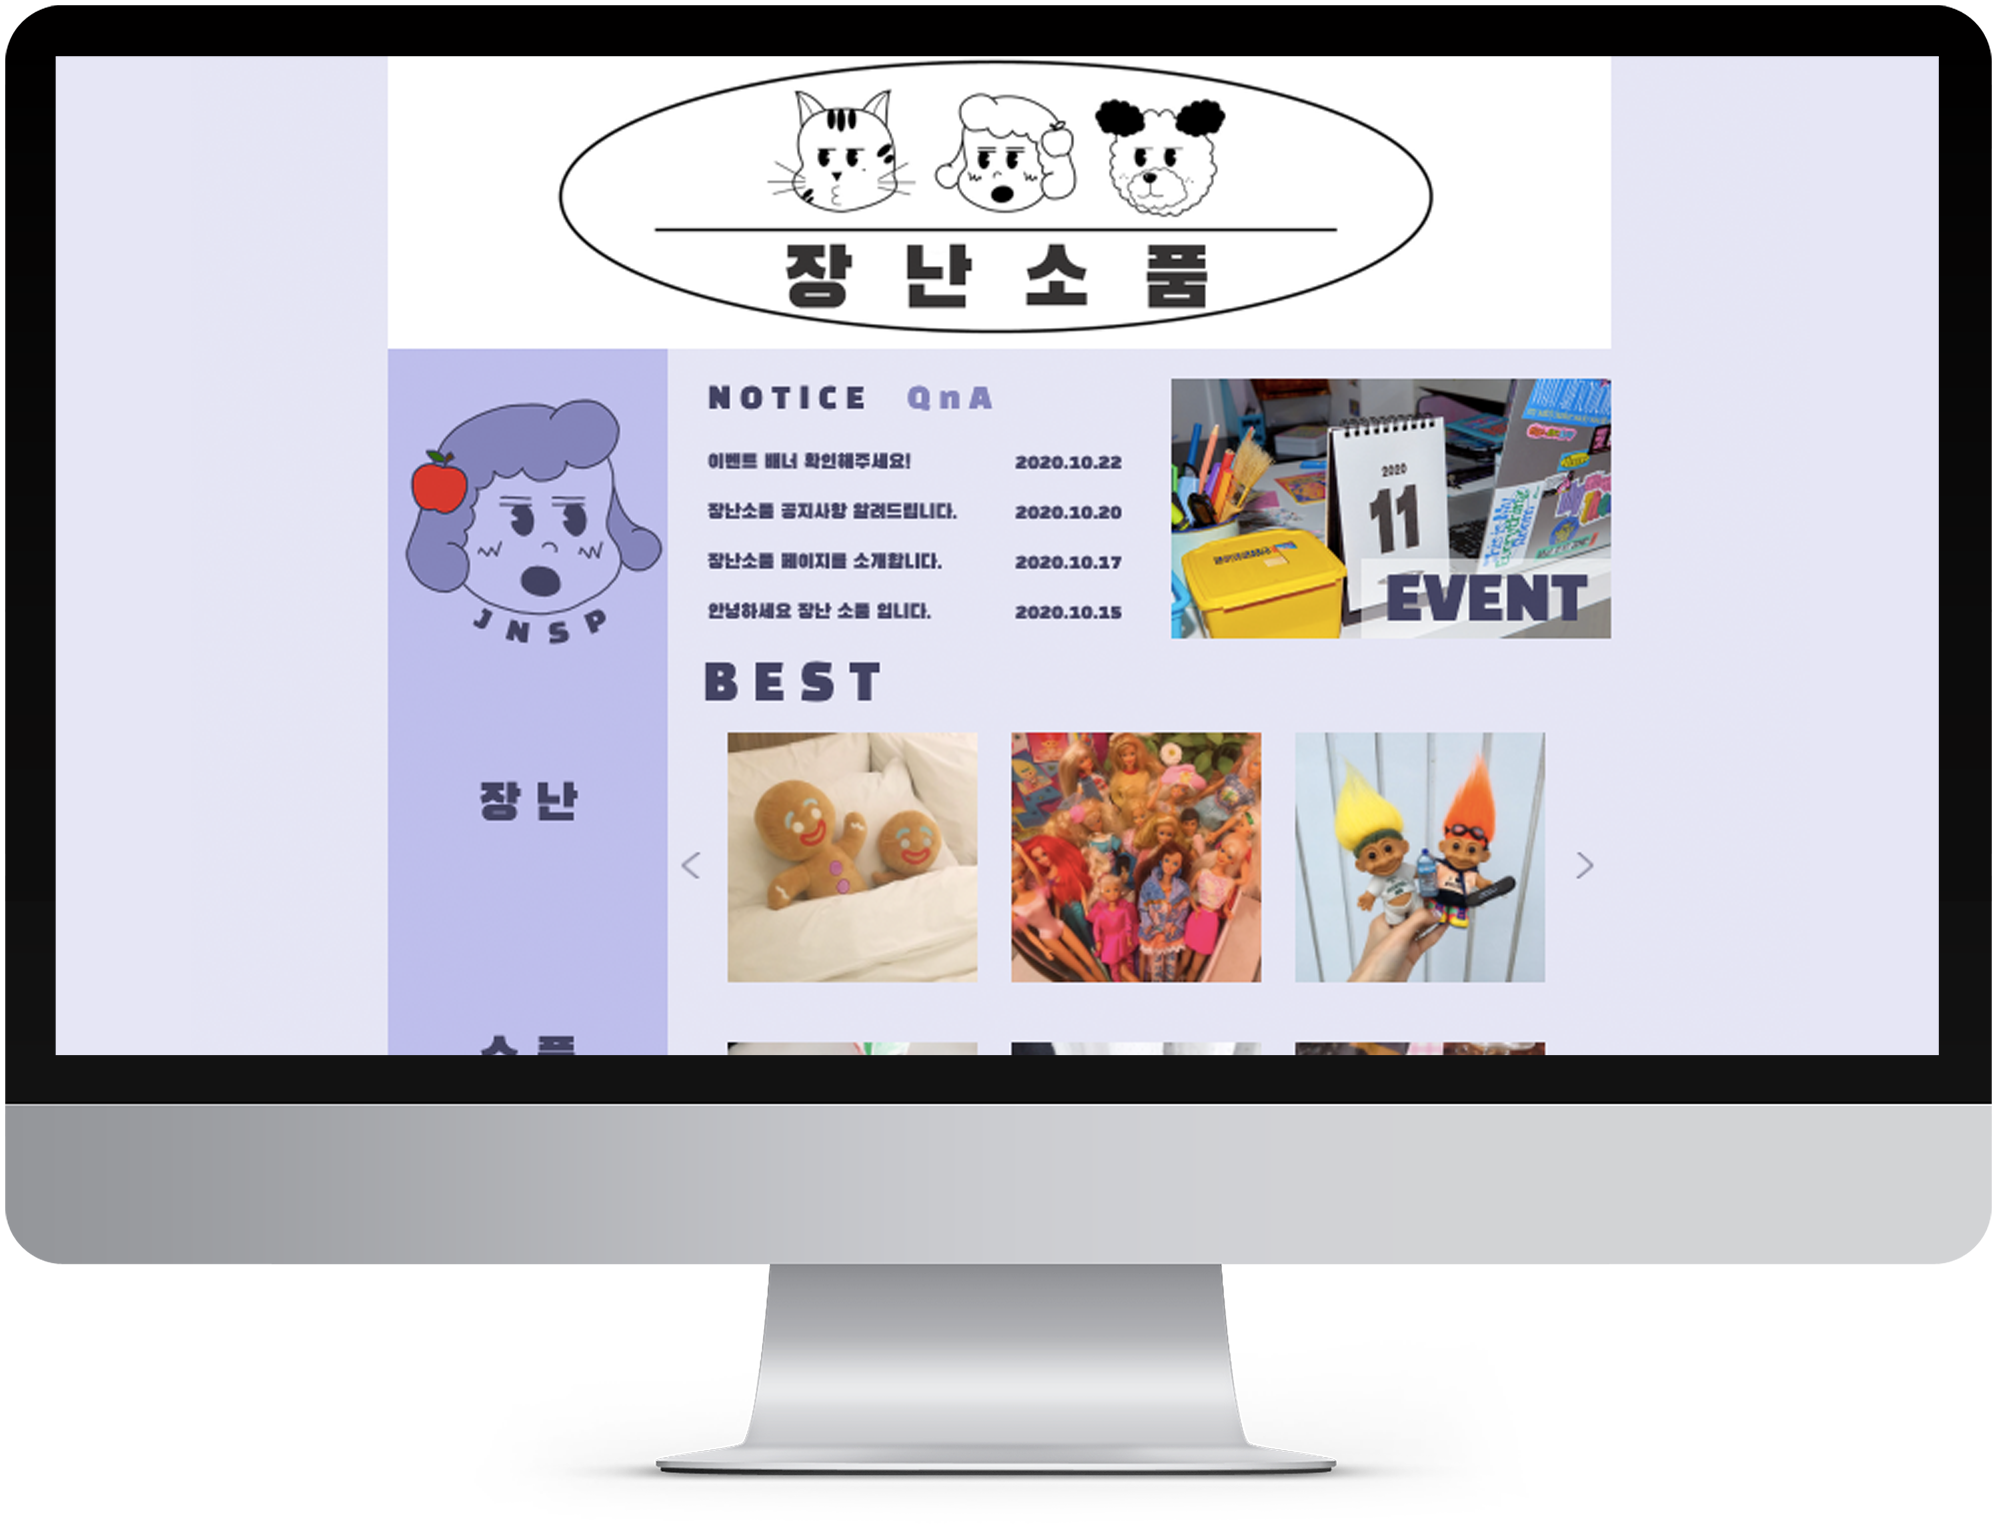 장난소품
JNSP
장난
NOTICE QnA
이벤트 배너 확인해주세요! 2020.10.22
장난소품 공지사항 알려드립니다. 2020.10.20
장난소품 페이지를 소개합니다. 2020.10.17
안녕하세요 장난 소품 입니다. 2020.10.15
2020
11
EVENT
BEST